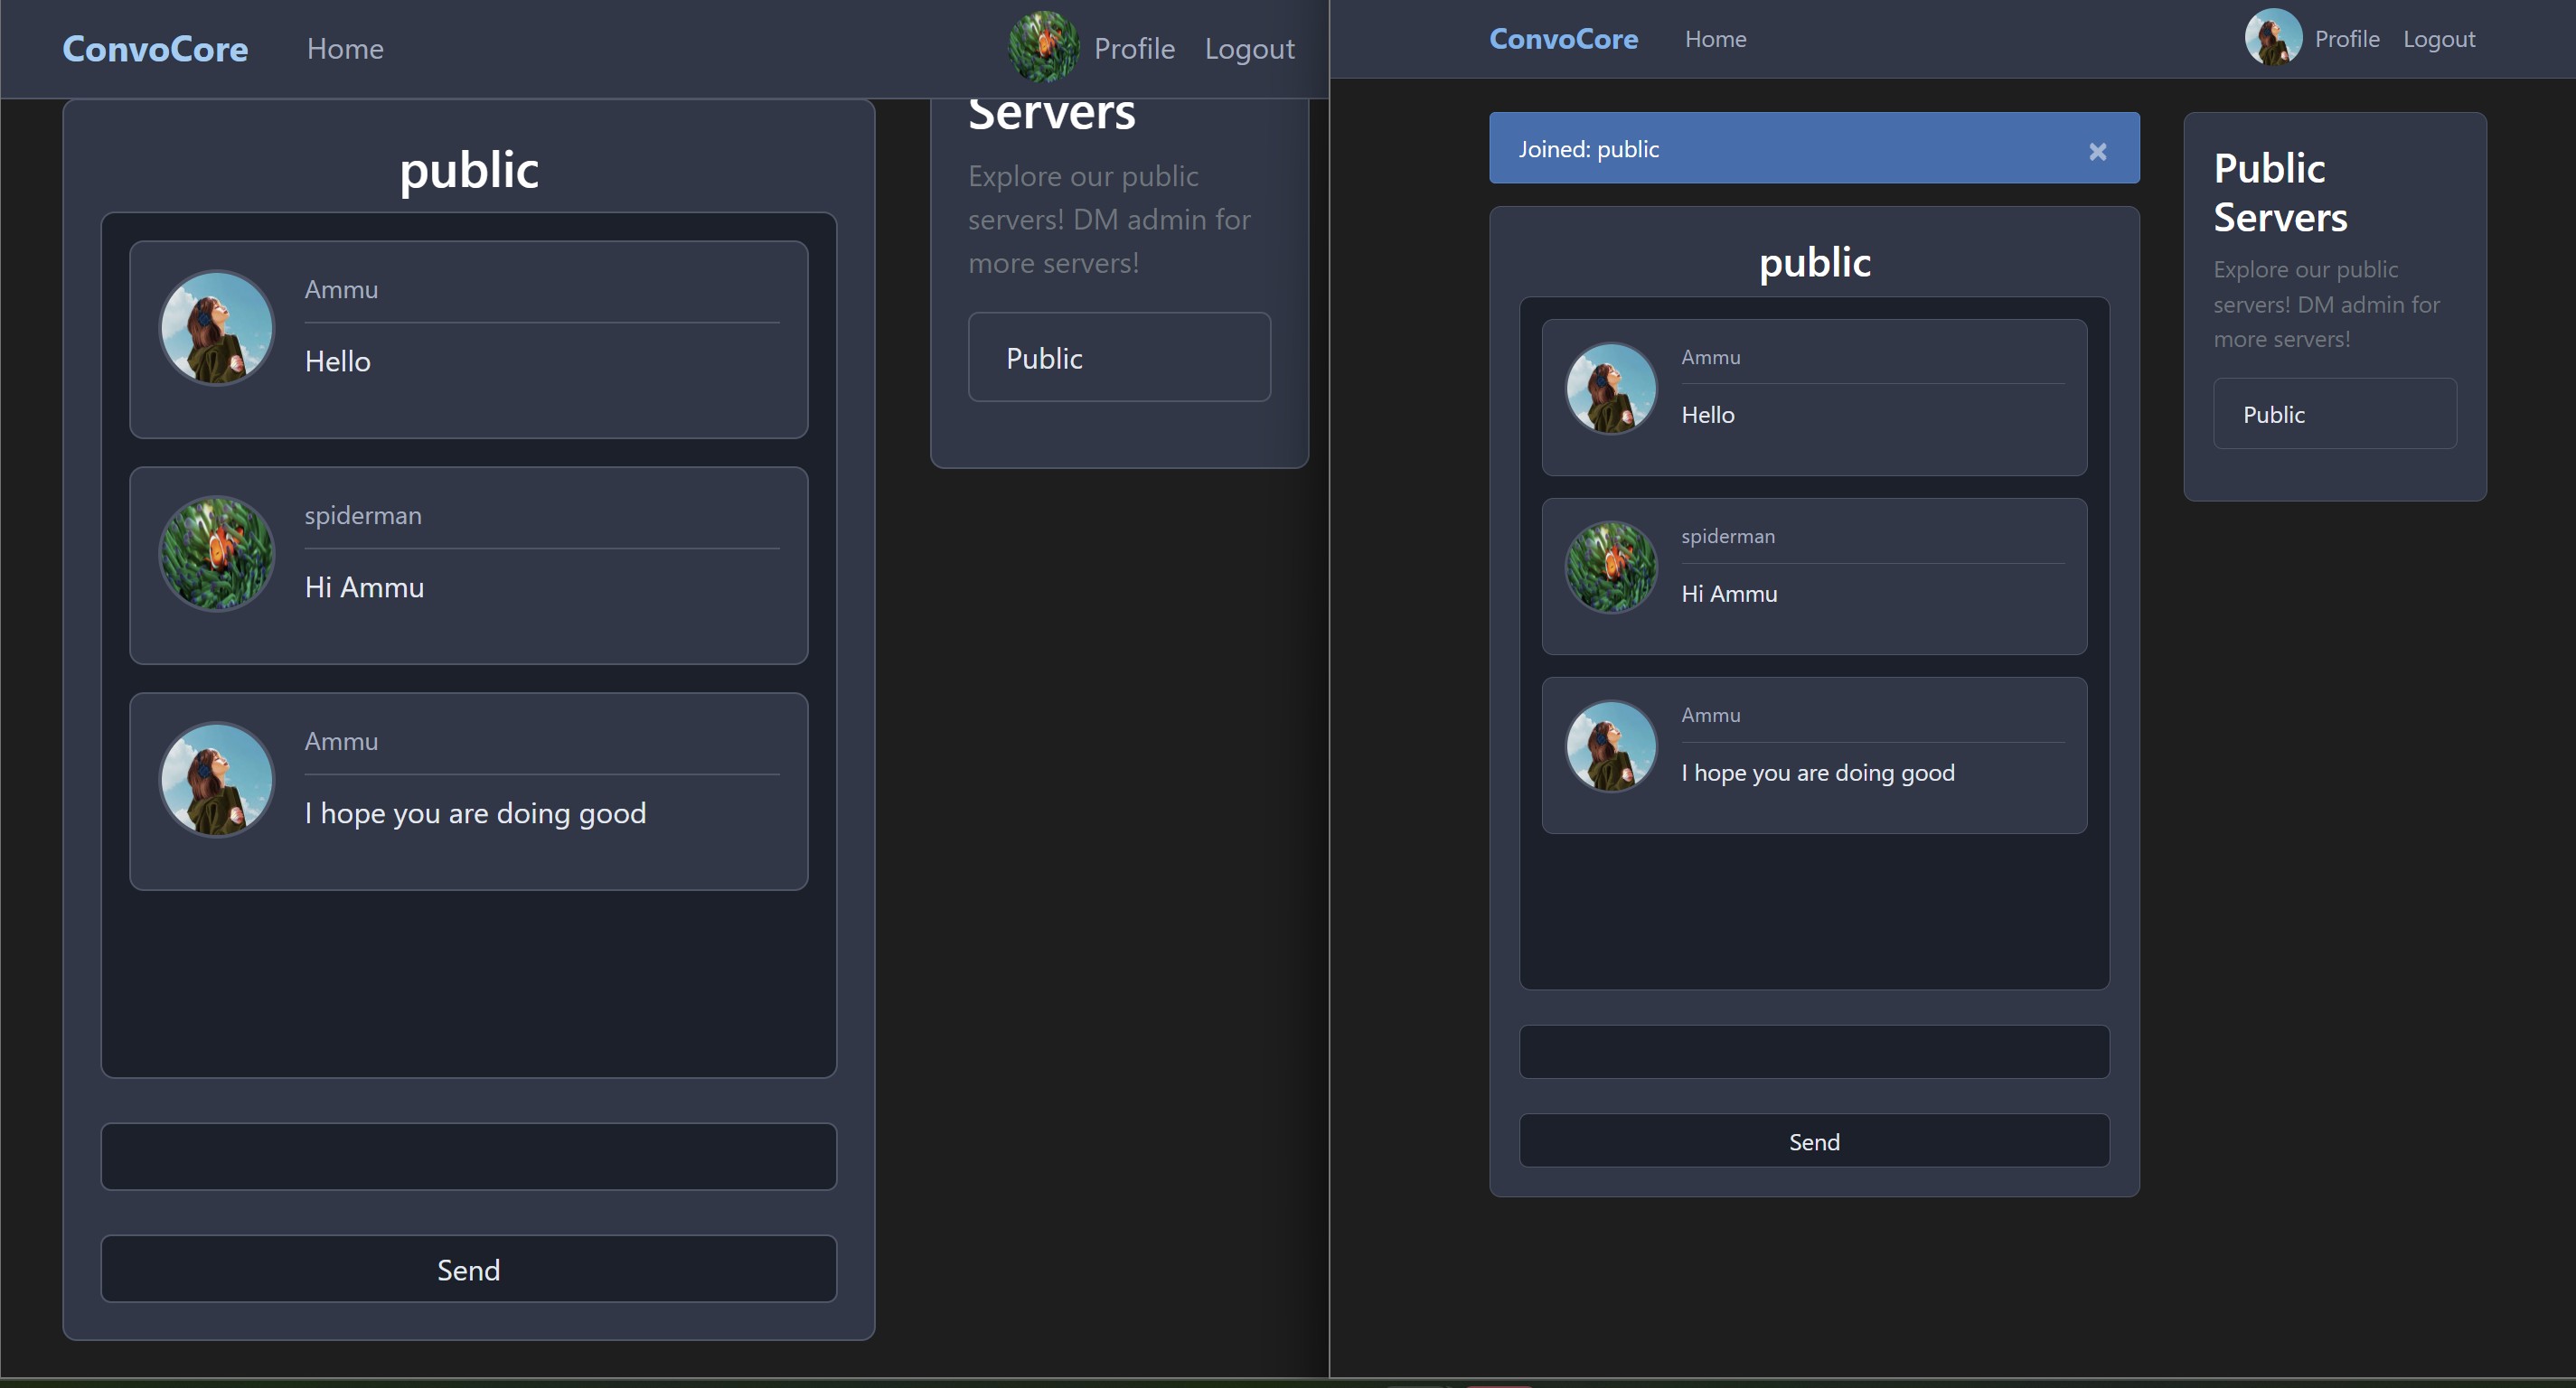 ConvoCore
Home
Profile
Logout
public
Ammu
Hello
spiderman
Hi Ammu
Ammu
I hope you are doing good
Send
Servers
Explore our public
servers! DM admin for
more servers!
Public
ConvoCore
Home
Profile
Logout
Joined: public ×
public
Ammu
Hello
spiderman
Hi Ammu
Ammu
I hope you are doing good
Send
Public
Servers
Explore our public
servers! DM admin for
more servers!
Public